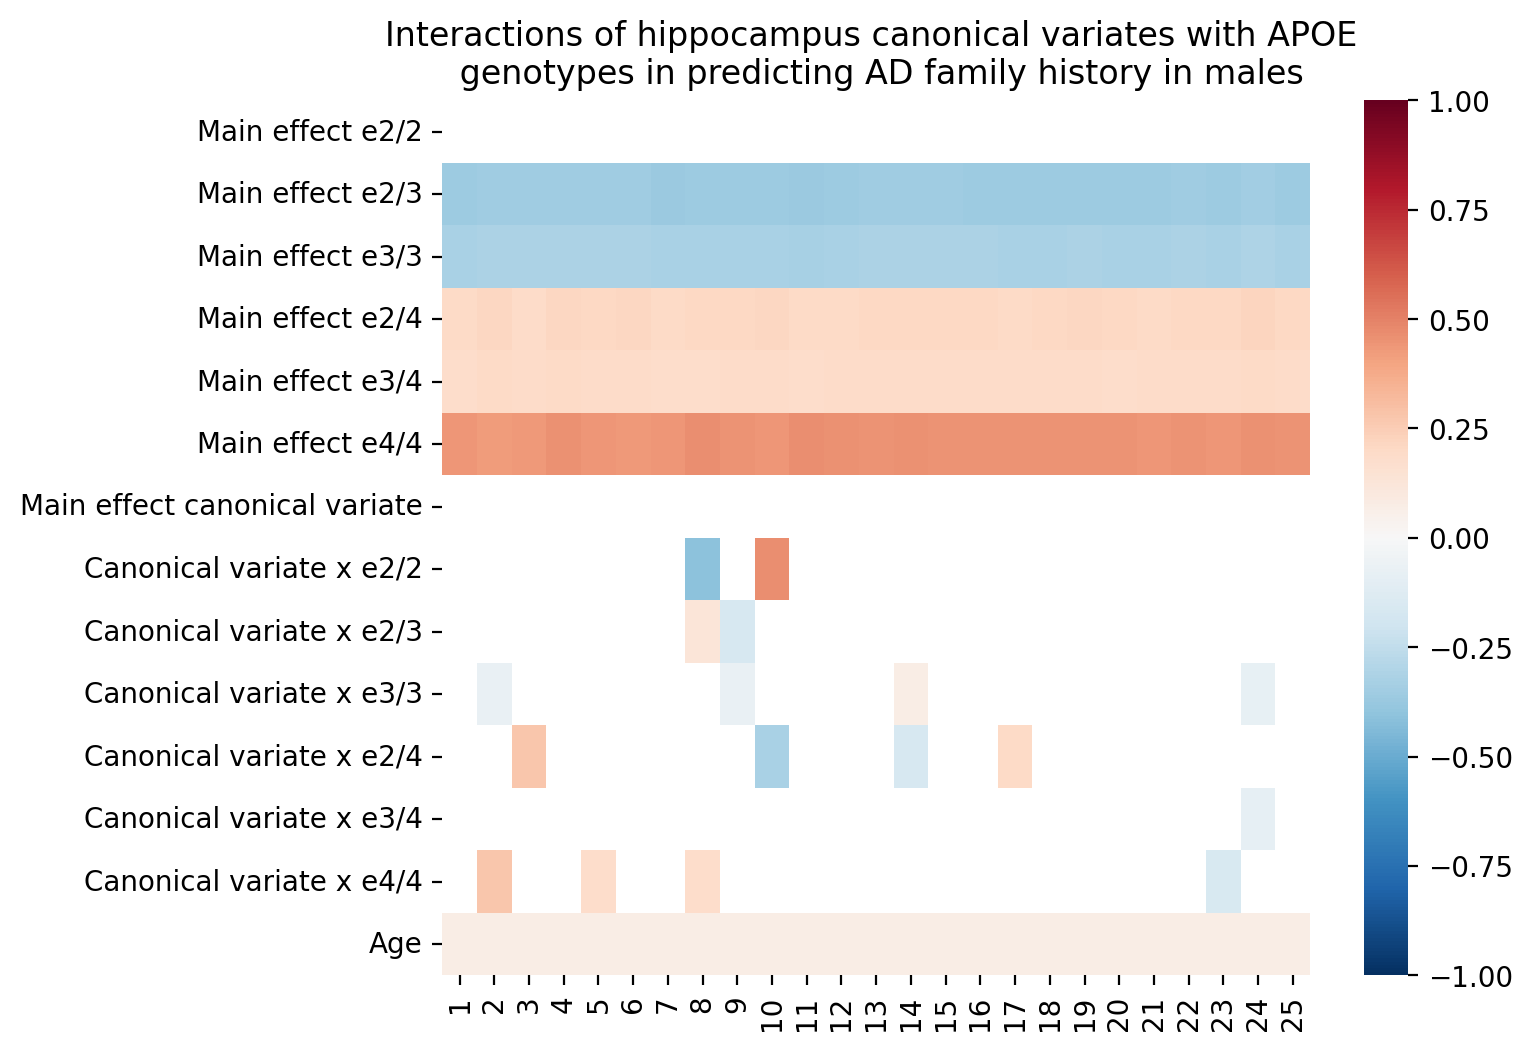 Interactions of hippocampus canonical variates with APOE
genotypes in predicting AD family history in males
Main effect e2/2
Main effect e2/3
Main effect e3/3
Main effect e2/4
Main effect e3/4
Main effect e4/4
Main effect canonical variate
Canonical variate x e2/2
Canonical variate x e2/3
Canonical variate x e3/3
Canonical variate x e2/4
Canonical variate x e3/4
Canonical variate x e4/4
Age
1 2 3 4 5 6 7 8 9 10 11 12 13 14 15 16 17 18 19 20 21 22 23 24 25
1.00
0.75
0.50
0.25
0.00
−0.25
−0.50
−0.75
−1.00